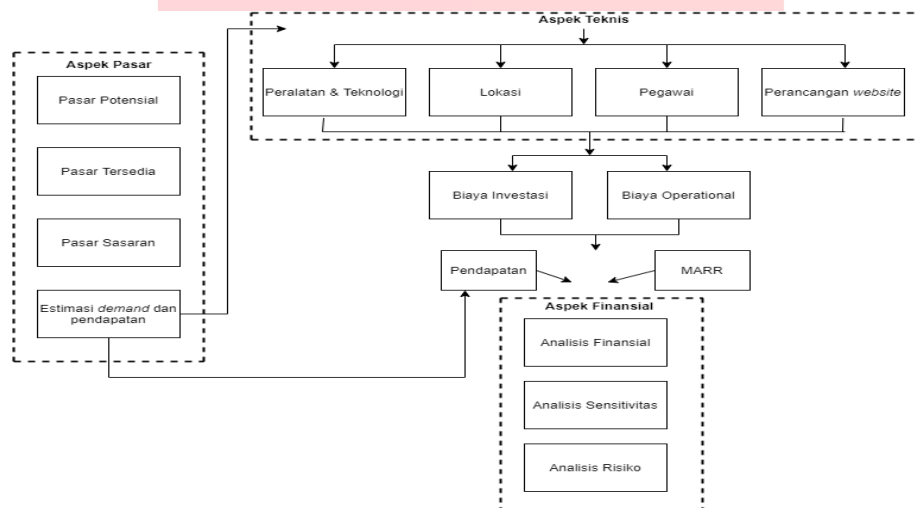 Aspek Teknis
Aspek Pasar
Pasar Potensial
Pasar Tersedia
Pasar Sasaran
Estimasi demand dan
pendapatan
Peralatan & Teknologi
Lokasi
Pegawai
Perancangan website
Biaya Investasi
Biaya Operational
Pendapatan
MARR
Aspek Finansial
Analisis Finansial
Analisis Sensitivitas
Analisis Risiko